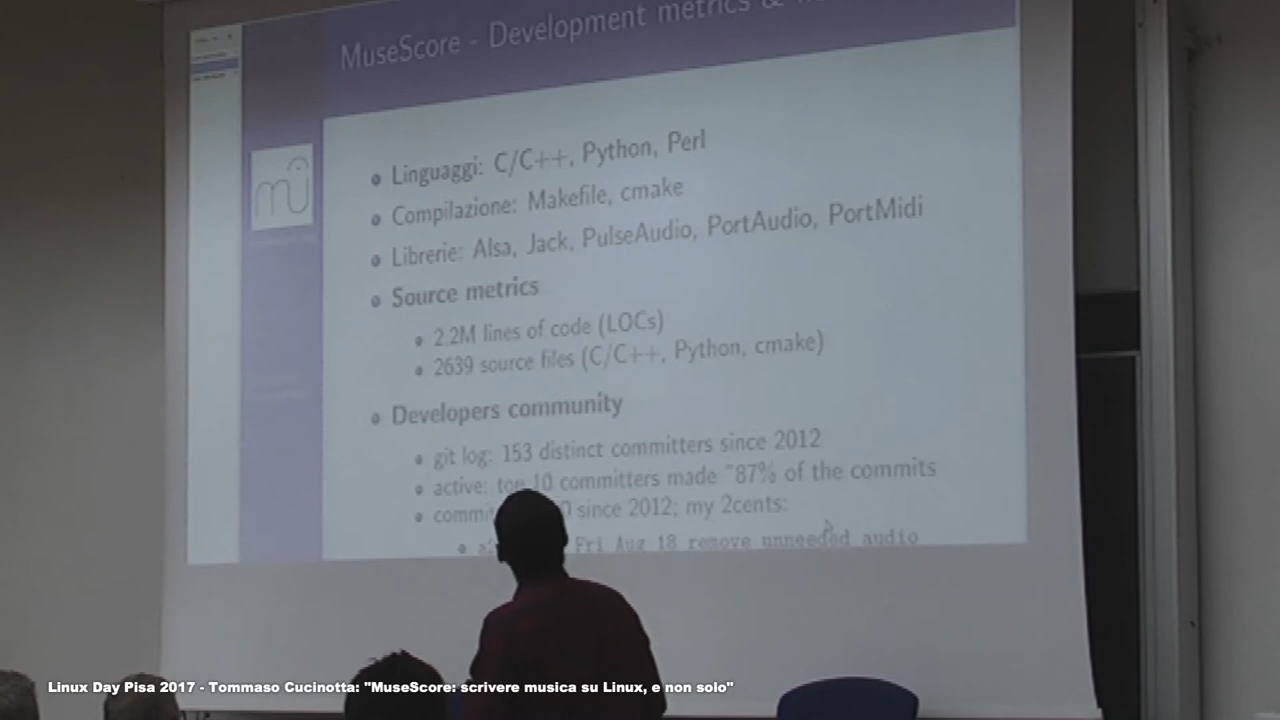 MuseScore - Development metrics &
mu
Linguaggi: C/C++, Python, Perl
Compilazione: Makefile, cmake
Librerie: Alsa, Jack, PulseAudio, PortAudio, PortMidi
Source metrics
2.2M lines of code (LOCs)
2639 source files (C/C++, Python, cmake)
Developers community
git log: 153 distinct committers since 2012
active: top 10 committers made ~87% of the commits
since 2012; my 2cents:
Fri Aug 18 remove unneeded audio
Linux Day Pisa 2017 - Tommaso Cucinotta: "MuseScore: scrivere musica su Linux, e non solo"